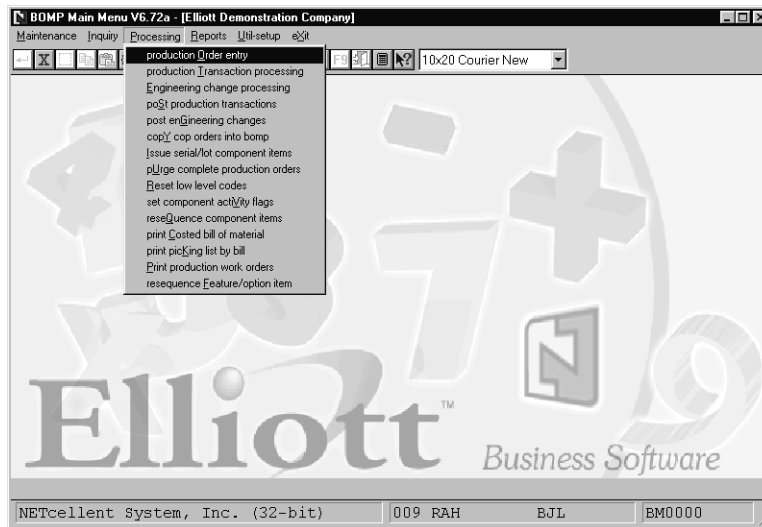 BOMP Main Menu V6.72a - [Elliott Demonstration Company]
Maintenance Inquiry Processing Reports Util-setup eXit
X F9 10x20 Courier New
production Order entry
production Transaction processing
Engineering change processing
poSt production transactions
post enGineering changes
copY cop orders into bomp
Issue serial/lot component items
pUrge complete production orders
Reset low level codes
set component actiVity flags
reseQuence component items
print Costed bill of material
print picKing list by bill
Print production work orders
resequence Feature/option item
Elliott™
Business Software
NETcellent System, Inc. (32-bit) 009 RAH BJL BM0000